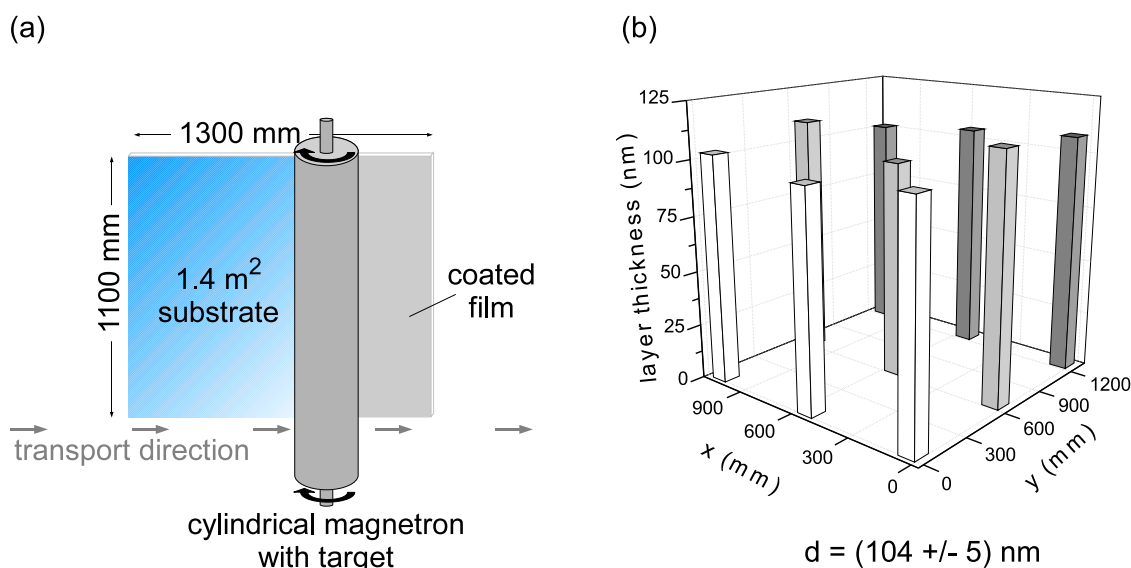 (a)
1300 mm
1100 mm
1.4 m²
substrate
coated
film
transport direction
cylindrical magnetron
with target
(b)
layer thickness (nm)
125
100
75
50
25
0
900
600
300
0
x (mm)
0
300
600
900
1200
y (mm)
d = (104 +/- 5) nm